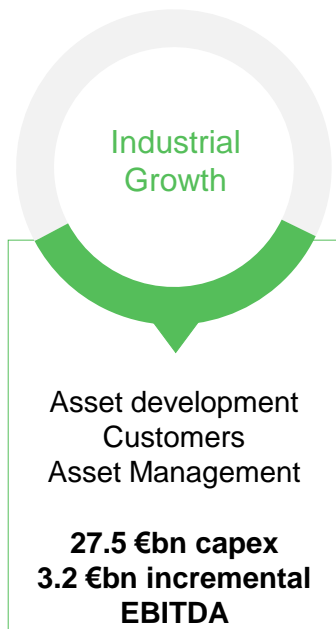 Industrial
Growth
Asset development
Customers
Asset Management
27.5 €bn capex
3.2 €bn incremental
EBITDA